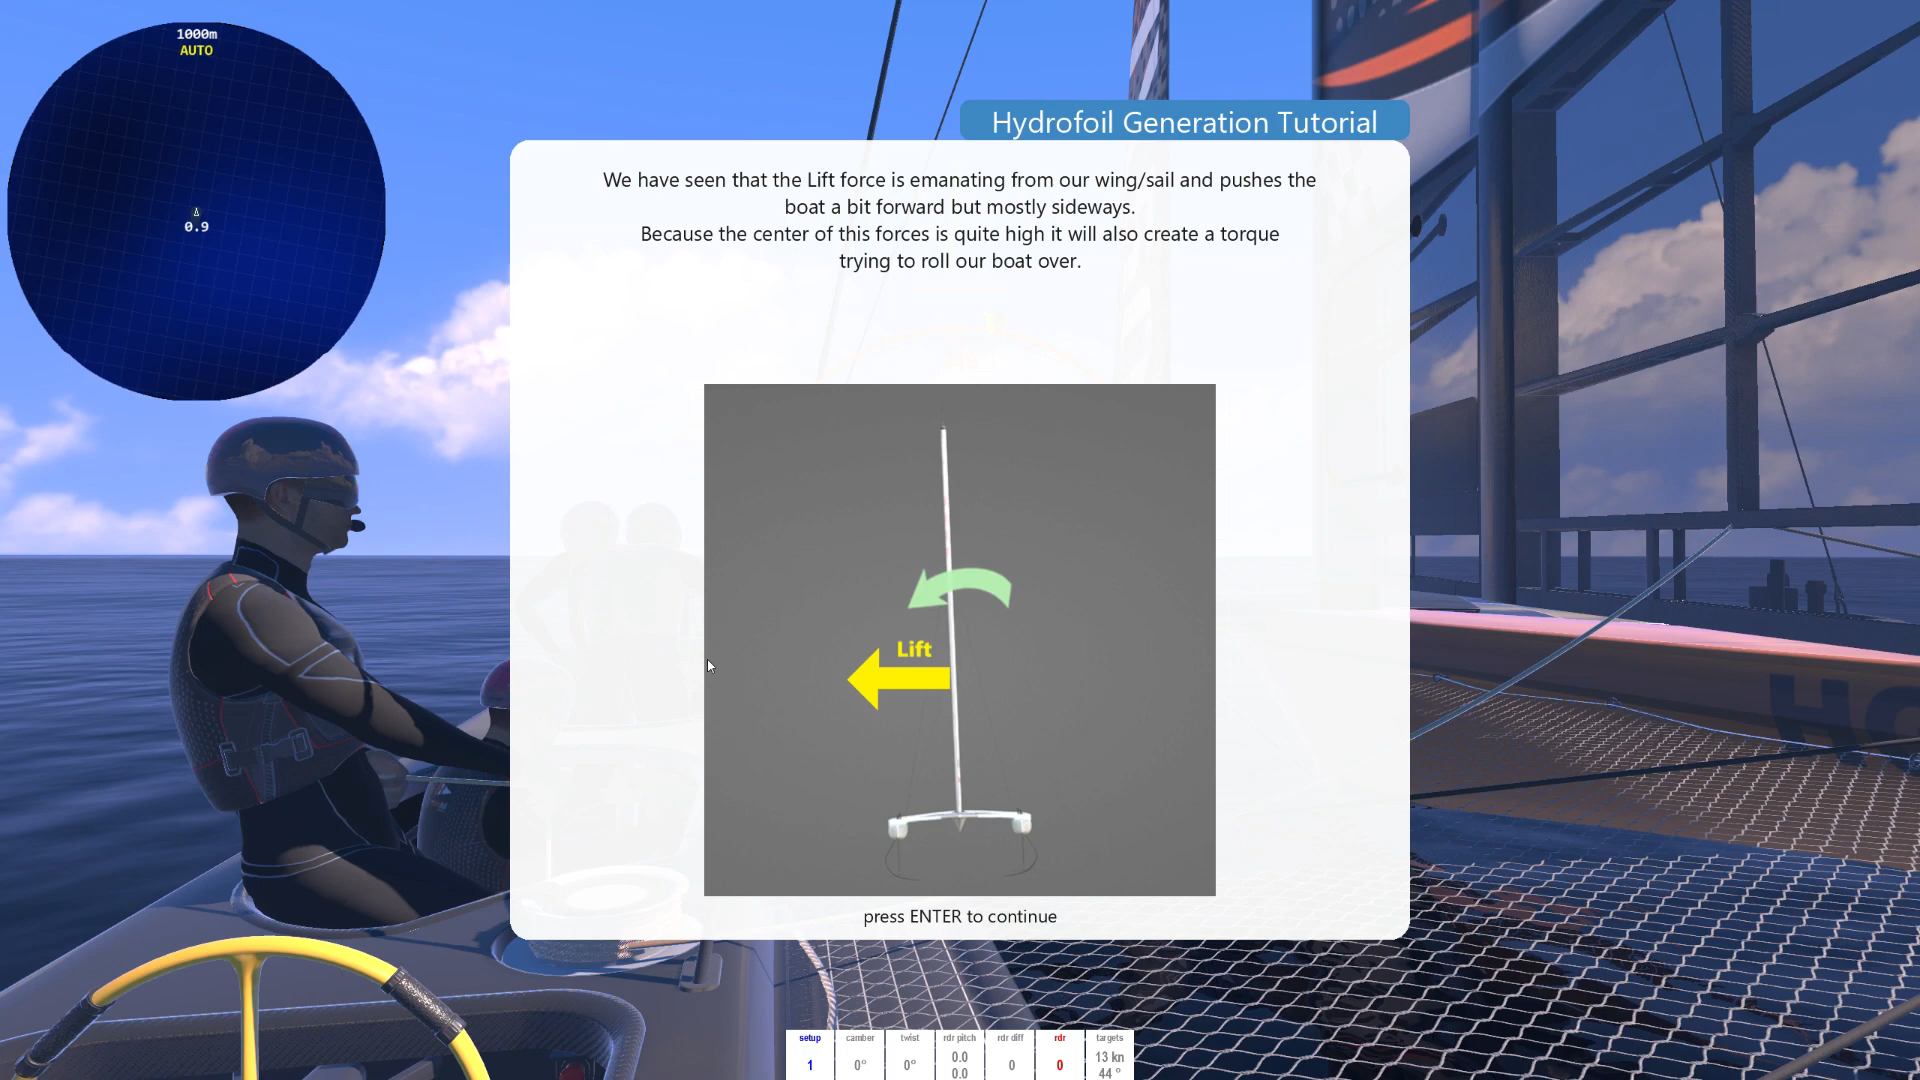 1000m
AUTO
0.9
Hydrofoil Generation Tutorial
We have seen that the Lift force is emanating from our wing/sail and pushes the
boat a bit forward but mostly sideways.
Because the center of this forces is quite high it will also create a torque
trying to roll our boat over.
Lift
press ENTER to continue
HO
setup camber twist rdr pitch rdr diff rdr targets
1 0° 0° 0.0 0 0 13 kn
0.0 44 °